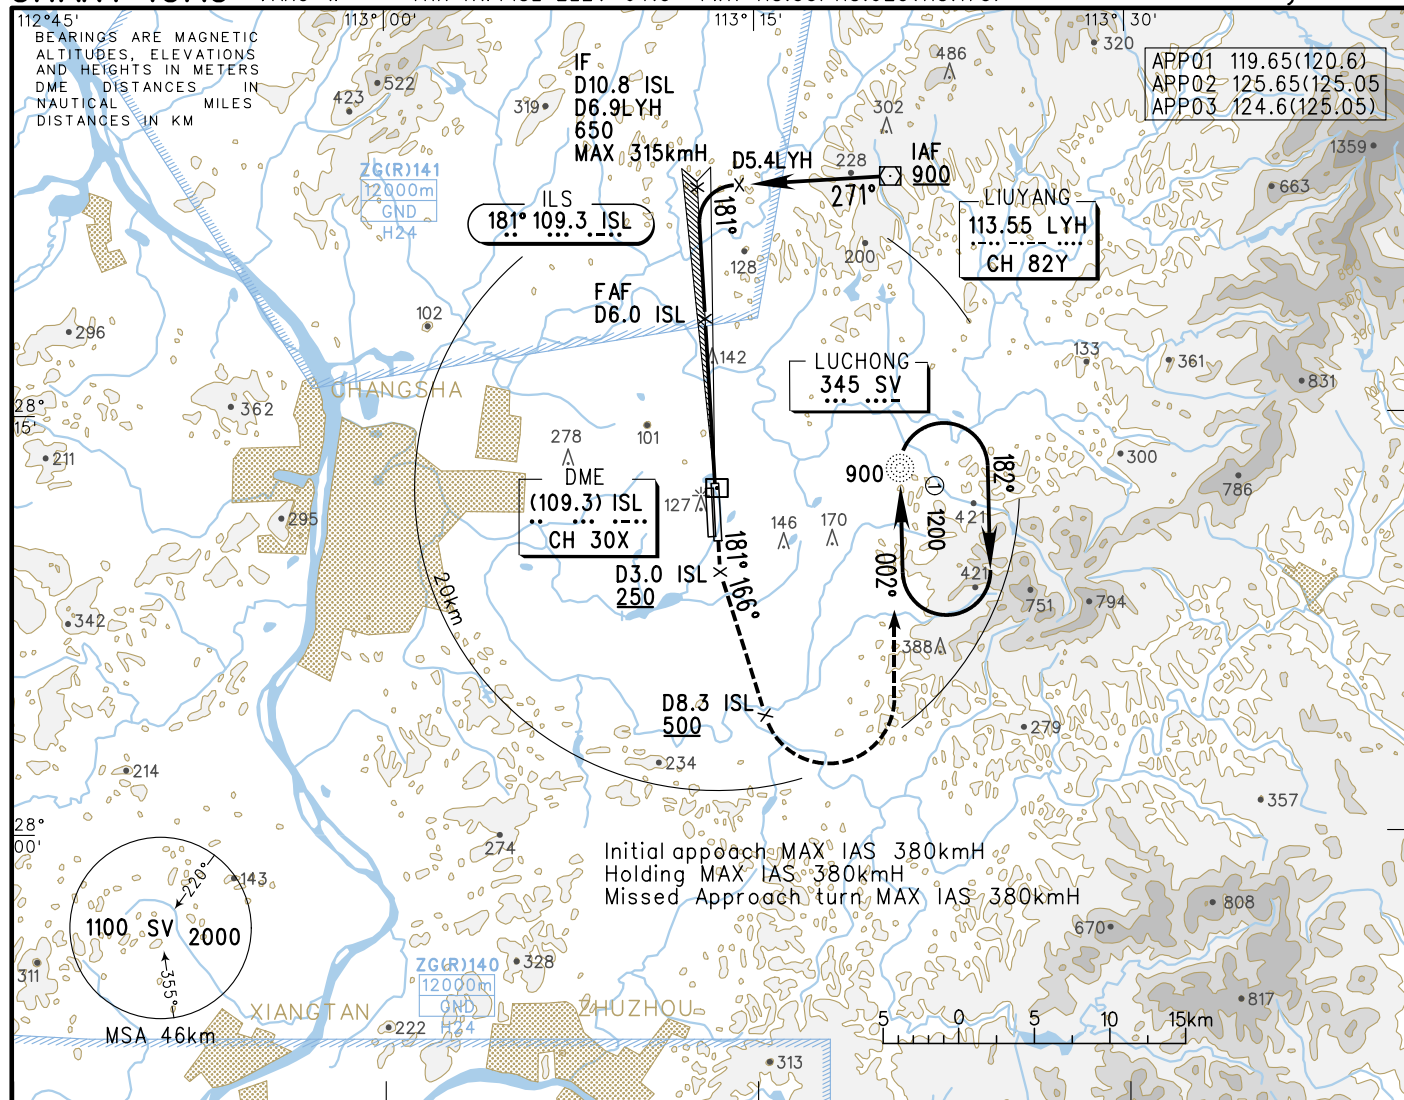 112°45'
113°00'
113°15'
113°30'
BEARINGS ARE MAGNETIC
ALTITUDES, ELEVATIONS
AND HEIGHTS IN METERS
DME DISTANCES IN
NAUTICAL MILES
DISTANCES IN KM
APP01 119.65(120.6)
APP02 125.65(125.05
APP03 124.6(125.05)
IF
D10.8 ISL
D6.9LYH
650
MAX 315kmH
D5.4LYH
IAF
900
271°
181°
ZG(R)141
12000m
GND
H24
ILS
181° 109.3 ISL
LIUYANG
113.55 LYH
CH 82Y
FAF
D6.0 ISL
LUCHONG
345 SV
CHANGSHA
28°
15'
DME
(109.3) ISL
CH 30X
900
1
1200
182°
002°
181°
166°
D3.0 ISL
250
20km
D8.3 ISL
500
28°
00'
Initial appoach MAX IAS 380kmH
Holding MAX IAS 380kmH
Missed Approach turn MAX IAS 380kmH
220°
1100 SV 2000
355°
MSA 46km
XIANGTAN
ZHUZHOU
ZG(R)140
12000m
GND
H24
5 0 5 10 15km
522
423
319
486
320
302
228
1359
663
200
128
296
102
142
133
361
831
362
278
101
211
300
786
127
295
146
170
421
421
751
794
342
388
279
234
214
357
274
143
808
670
311
328
817
222
313